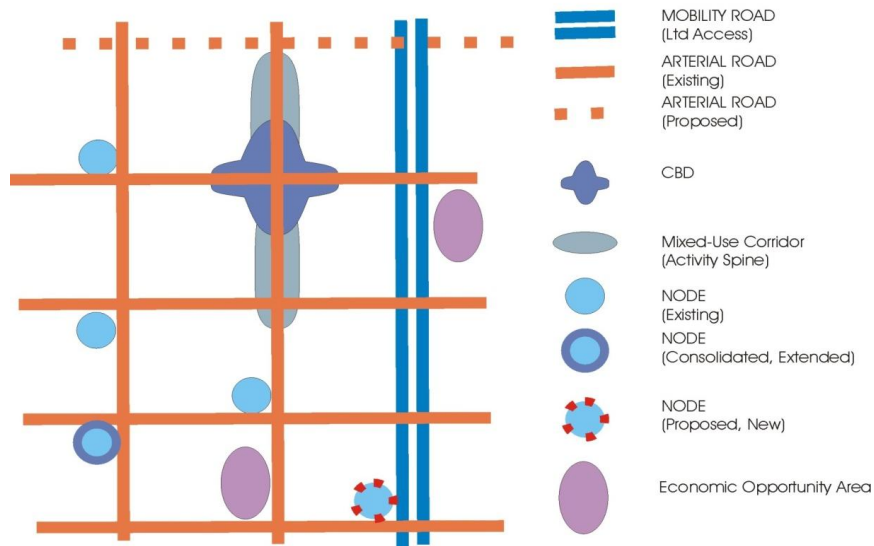 MOBILITY ROAD
(Ltd Access)
ARTERIAL ROAD
(Existing)
ARTERIAL ROAD
(Proposed)
CBD
Mixed-Use Corridor
(Activity Spine)
NODE
(Existing)
NODE
(Consolidated, Extended)
NODE
(Proposed, New)
Economic Opportunity Area